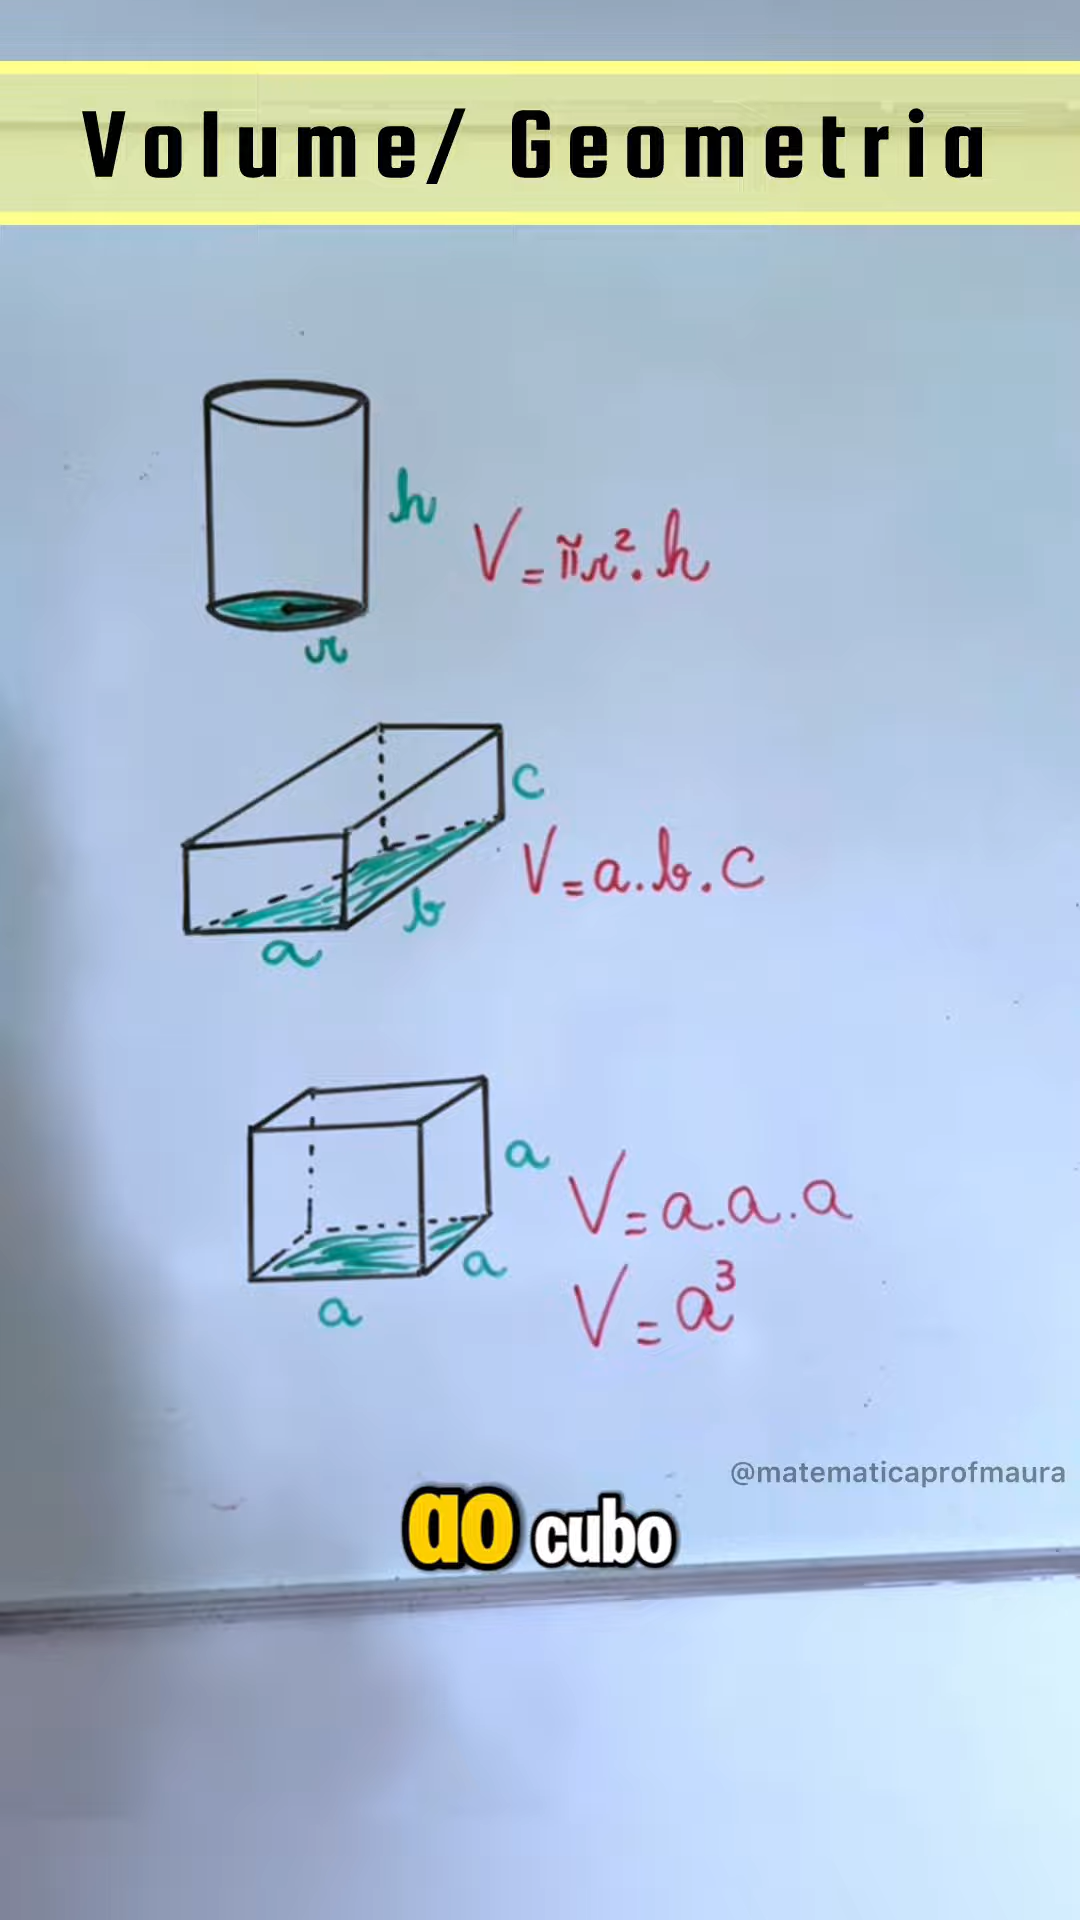 Volume/ Geometria
h
V = πr². h
r
c
V = a.b.c
b
a
a
V = a.a.a
a
V = a³
a
@matematicaprofmaura
ao cubo